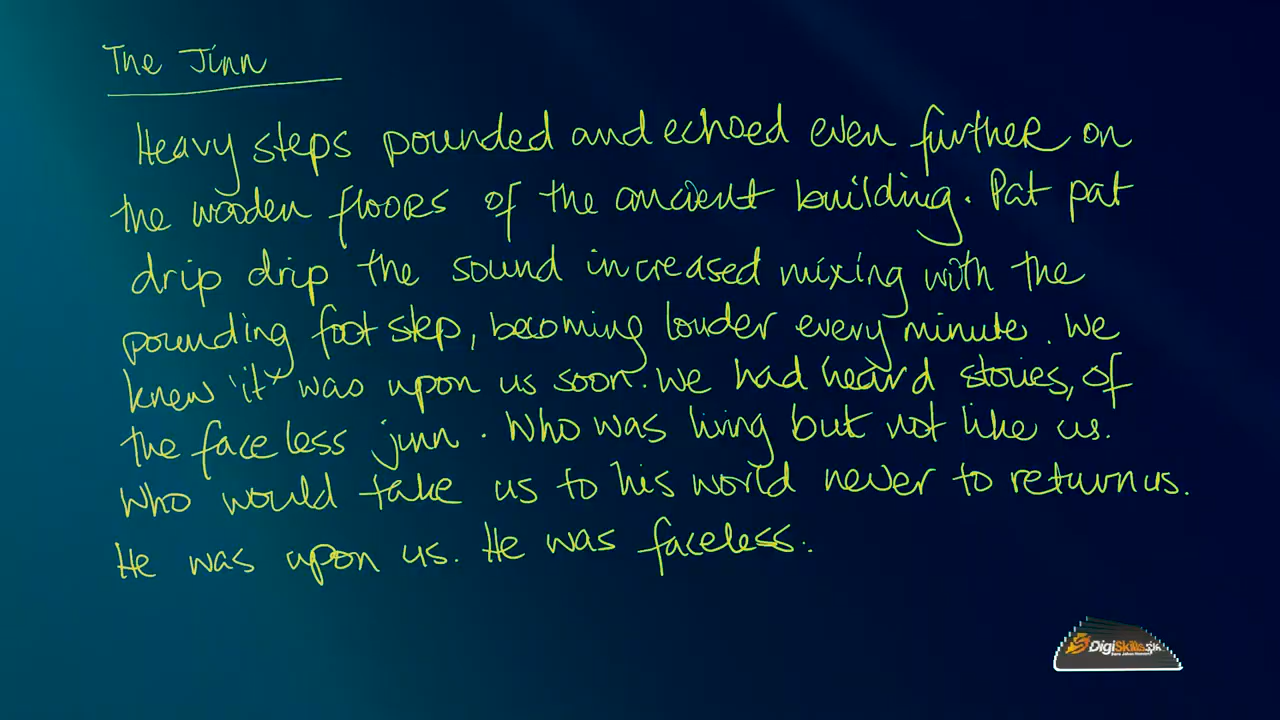 The Jinn
Heavy steps pounded and echoed even further on
the wooden floors of the ancient building. Pat pat
drip drip the sound increased mixing with the
pounding foot step, becoming louder every minute. We
knew 'it' was upon us soon. We had heard stories, of
the faceless jinn. Who was living but not like us.
Who would take us to his world never to return us.
He was upon us. He was faceless.
DigiSkills